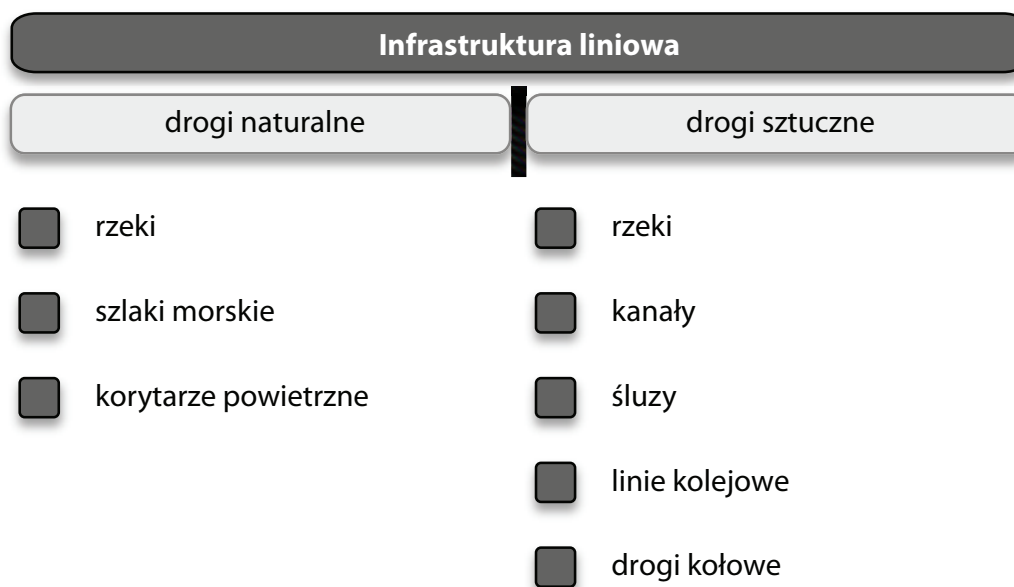 Infrastruktura liniowa
drogi naturalne
rzeki
szlaki morskie
korytarze powietrzne
drogi sztuczne
rzeki
kanały
śluzy
linie kolejowe
drogi kołowe